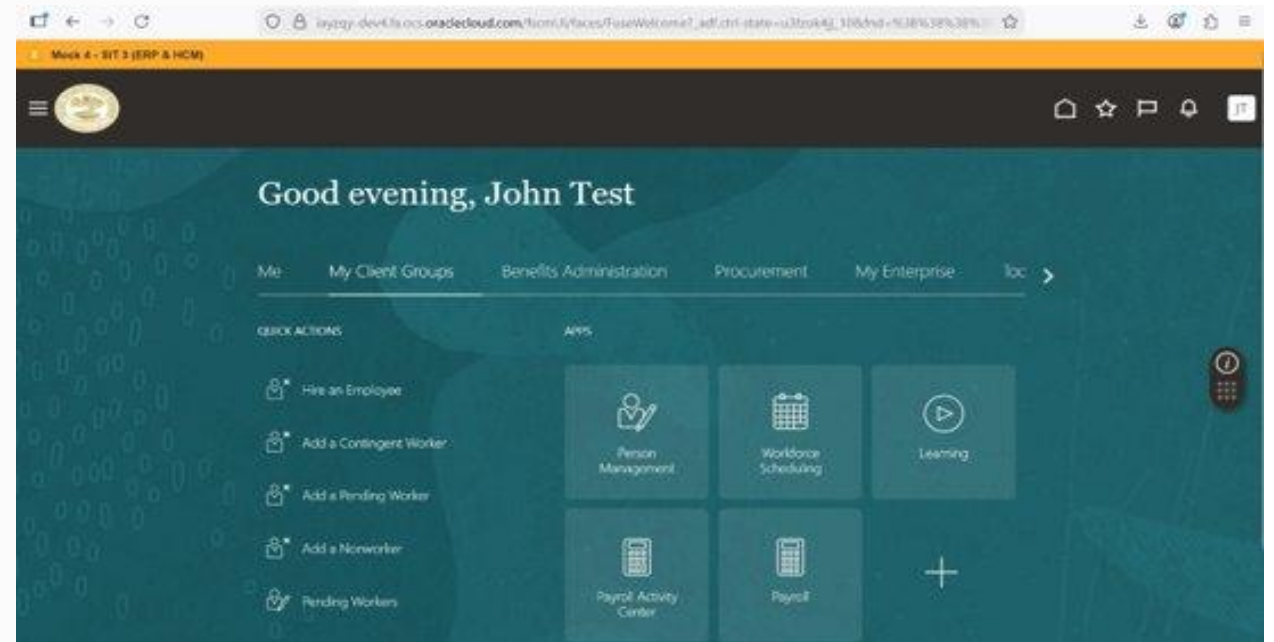 oraclecloud.com
Mock 4 - SIT 3 (ERP & HCM)
JT
Good evening, John Test
Me My Client Groups Benefits Administration Procurement My Enterprise
QUICK ACTIONS APPS
Hire an Employee
Add a Contingent Worker
Add a Pending Worker
Add a Nonworker
Pending Workers
Person
Management
Workforce
Scheduling
Learning
Payroll Activity
Center
Payroll